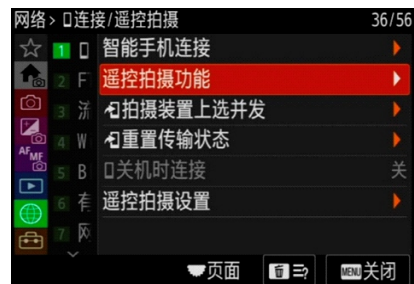 网络>连接/遥控拍摄 36/56
1 智能手机连接
2 F 遥控拍摄功能
3 拍摄装置上选并发
4 W 重置传输状态
5 B 关机时连接 关
6 有 遥控拍摄设置
7 网
AF MF
页面 关闭
MENU